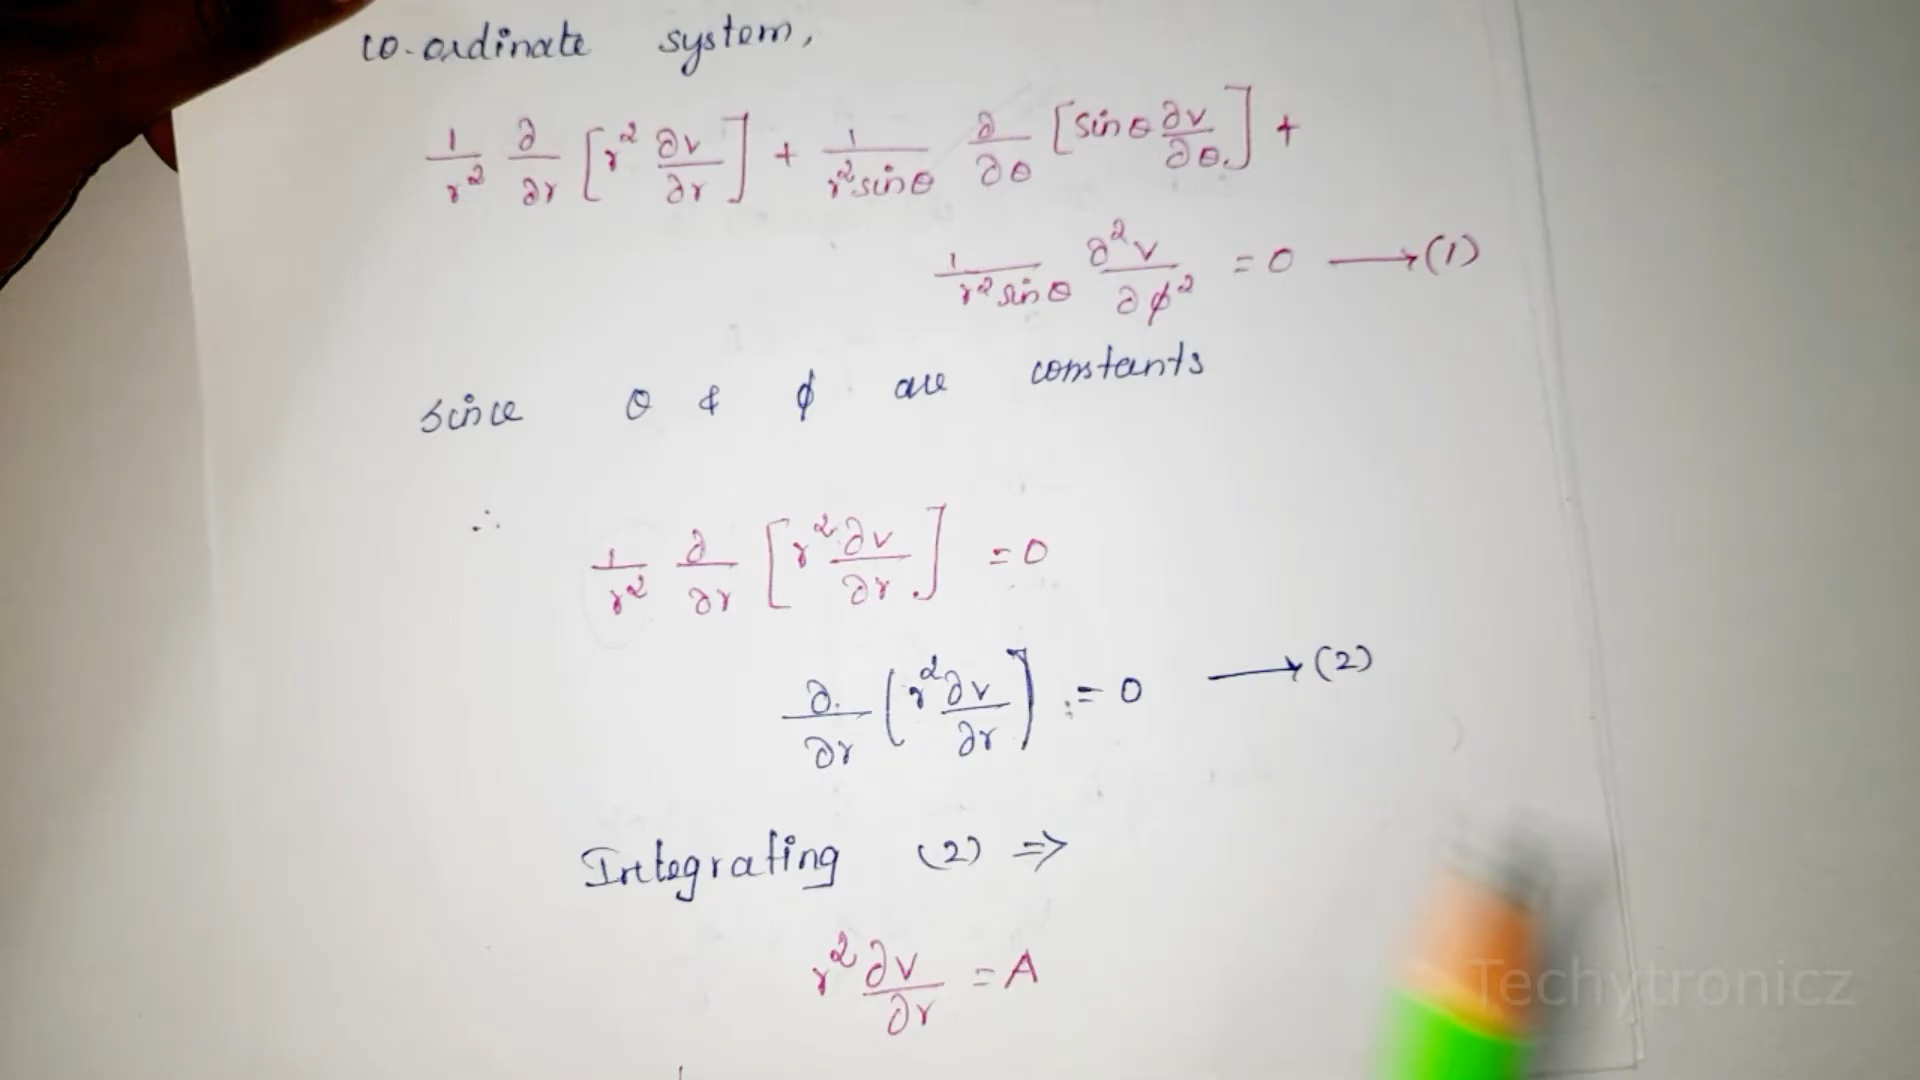 co-ordinate system,
1/r² ∂/∂r [r² ∂v/∂r] + 1/r² sinθ ∂/∂θ [sinθ ∂v/∂θ] +
1/r² sinθ ∂²v/∂ϕ² = 0 ⟶ (1)
since θ & ϕ are constants
∴ 1/r² ∂/∂r [r² ∂v/∂r] = 0
∂/∂r (r² ∂v/∂r] = 0 ⟶ (2)
Integrating (2) ⇒
r² ∂v/∂r = A
Techytronicz